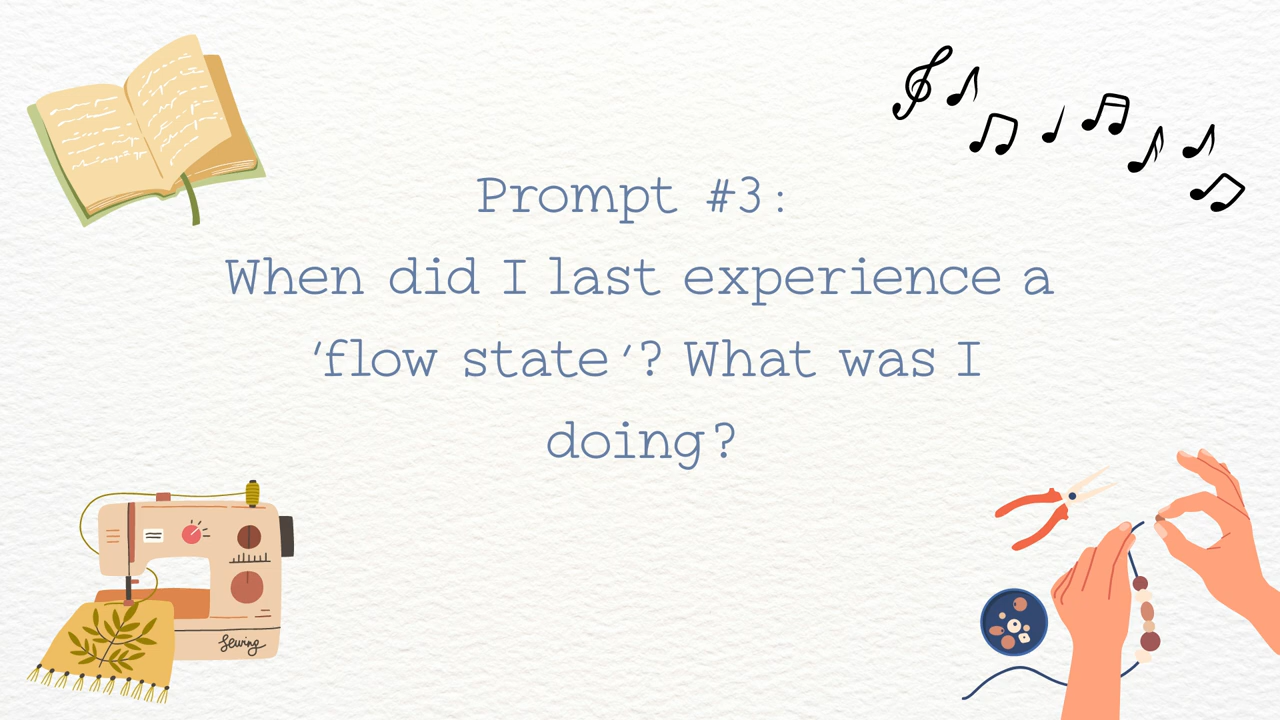 Prompt #3:
When did I last experience a
'flow state'? What was I
doing?
Sewing